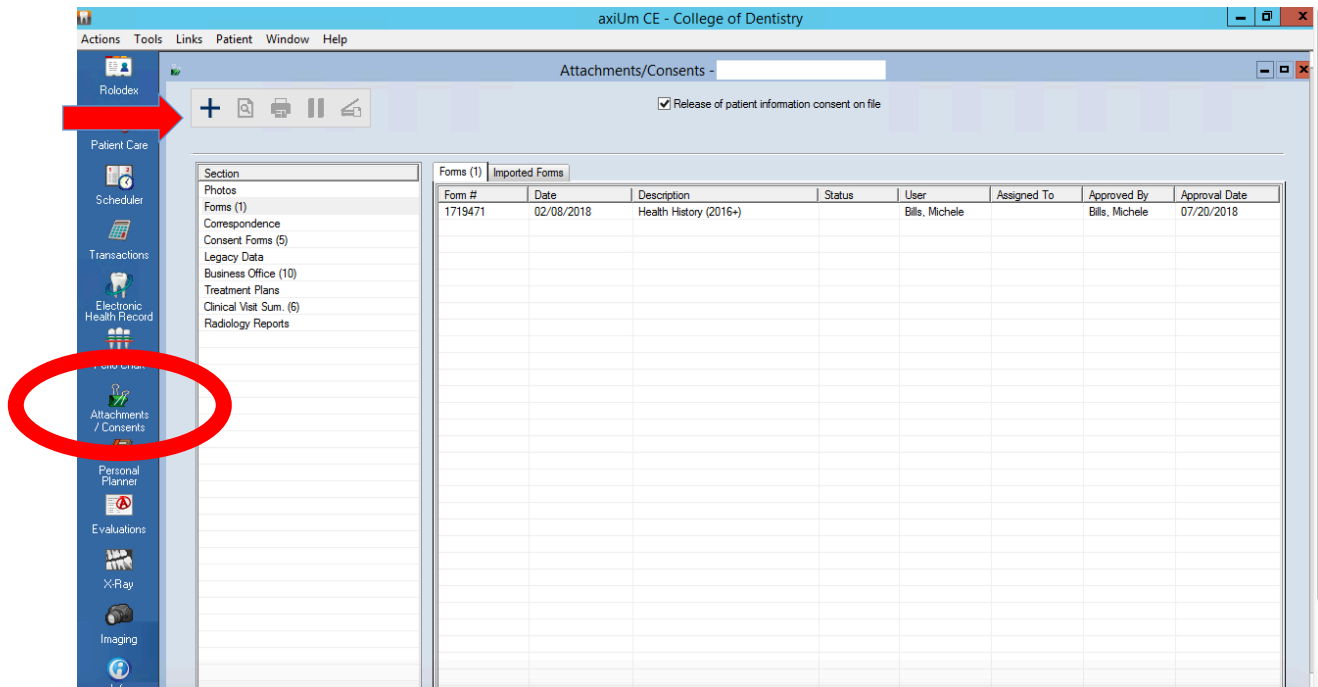 axiUm CE - College of Dentistry
Actions Tools Links Patient Window Help
Rolodex
Patient Care
Scheduler
Transactions
Electronic
Health Record
Attachments
/ Consents
Personal
Planner
Evaluations
X-Ray
Imaging
Attachments/Consents -
Release of patient information consent on file
Section
Photos
Forms (1)
Correspondence
Consent Forms (5)
Legacy Data
Business Office (10)
Treatment Plans
Clinical Visit Sum. (6)
Radiology Reports
Forms (1) Imported Forms
Form # Date Description Status User Assigned To Approved By Approval Date
1719471 02/08/2018 Health History (2016+) Bills, Michele Bills, Michele 07/20/2018